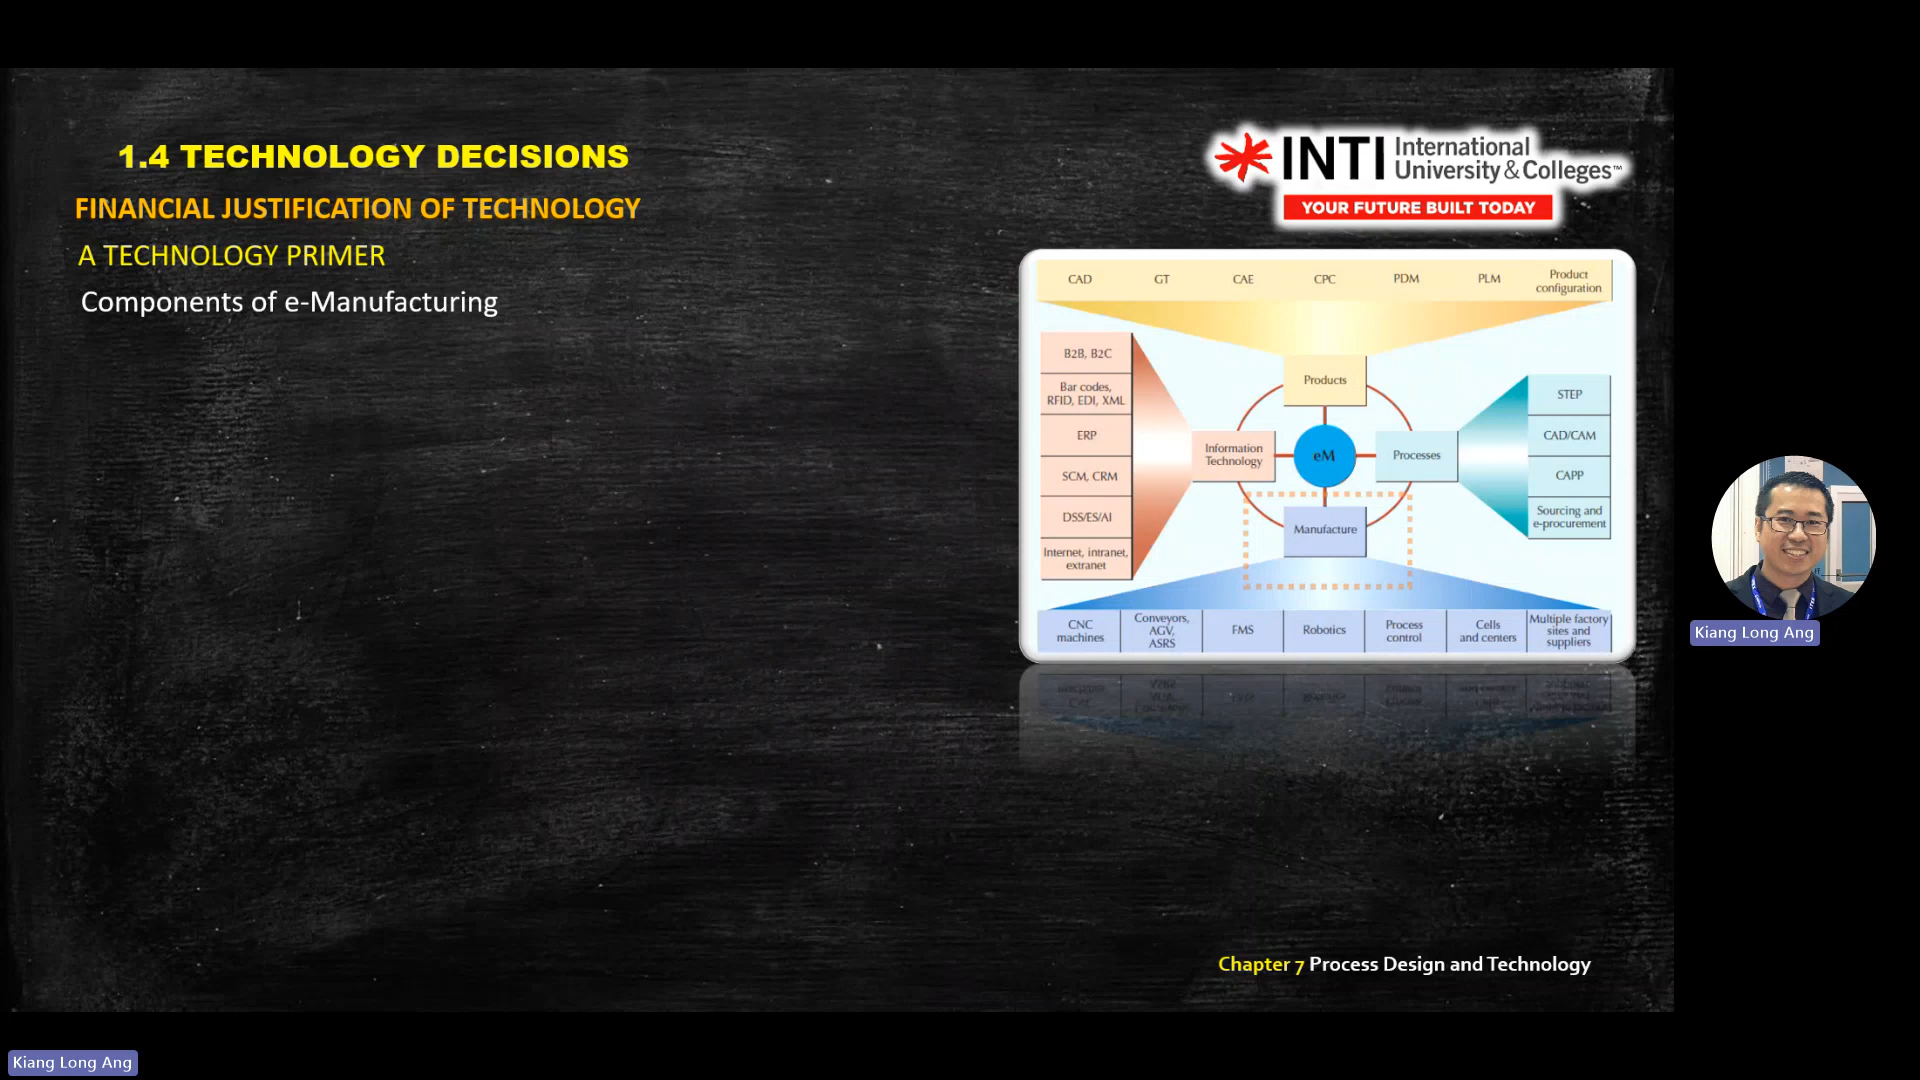 1.4 TECHNOLOGY DECISIONS
FINANCIAL JUSTIFICATION OF TECHNOLOGY
A TECHNOLOGY PRIMER
Components of e-Manufacturing
INTI International
University & Colleges™
YOUR FUTURE BUILT TODAY
CAD
GT
CAE
CPC
PDM
PLM
Product
configuration
B2B, B2C
Bar codes,
RFID, EDI, XML
ERP
SCM, CRM
DSS/ES/AI
Internet, intranet,
extranet
Products
Information
Technology
eM
Processes
Manufacture
STEP
CAD/CAM
CAPP
Sourcing and
e-procurement
CNC
machines
Conveyors,
AGV,
ASRS
FMS
Robotics
Process
control
Cells
and centers
Multiple factory
sites and
suppliers
Kiang Long Ang
Chapter 7 Process Design and Technology
Kiang Long Ang